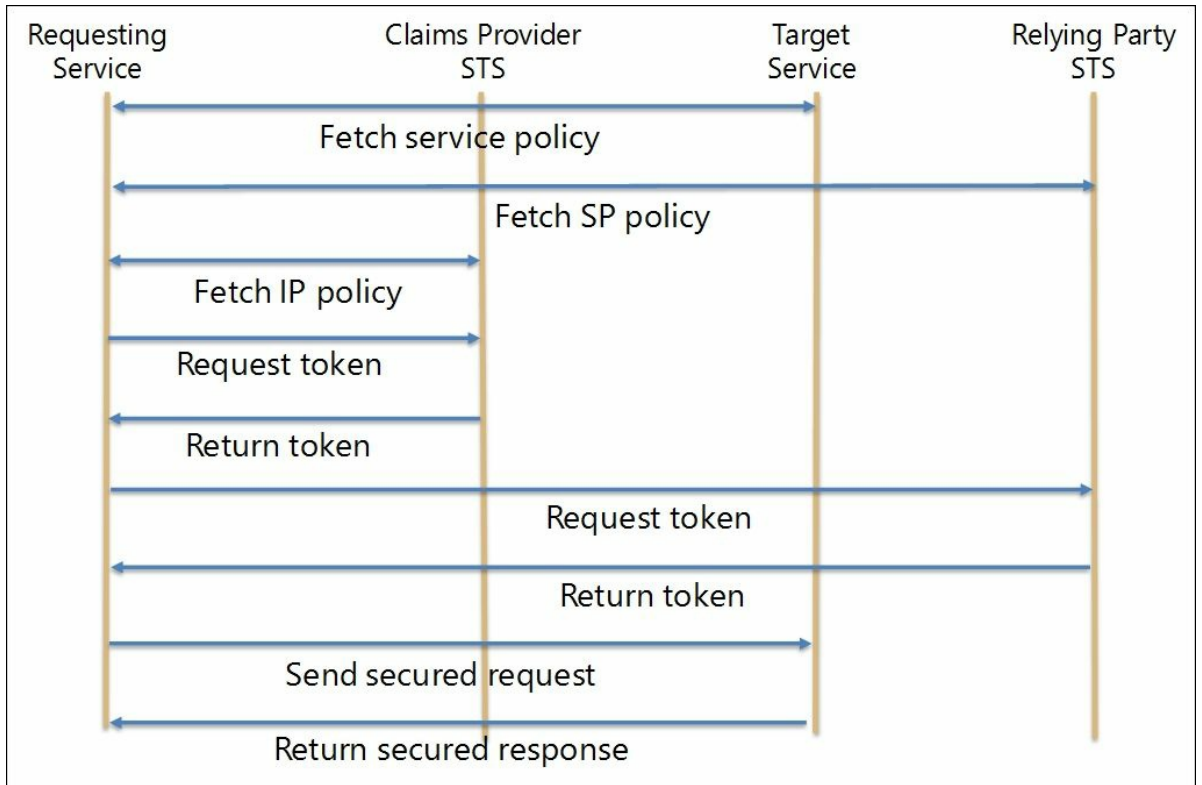 Requesting
Service
Claims Provider
STS
Target
Service
Relying Party
STS
Fetch service policy
Fetch SP policy
Fetch IP policy
Request token
Return token
Request token
Return token
Send secured request
Return secured response